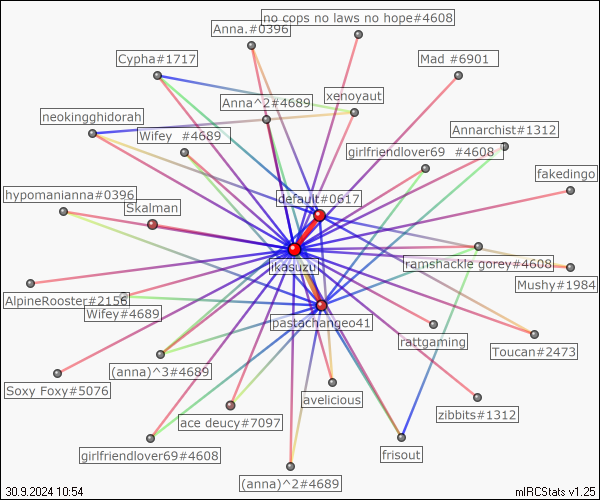 no cops no laws no hope#4608
Anna.#0396
Cypha#1717
Mad #6901
xenoyaut
Anna^2#4689
neokingghidorah
Wifey  #4689
Annarchist#1312
girlfriendlover69  #4608
fakedingo
hypomanianna#0396
default#0617
Skalman
ikasuzu
ramshackle gorey#4608
Mushy#1984
AlpineRooster#2156
Wifey#4689
pastachangeo41
rattgaming
Toucan#2473
(anna)^3#4689
Soxy Foxy#5076
avelicious
zibbits#1312
ace deucy#7097
girlfriendlover69#4608
frisout
(anna)^2#4689
30.9.2024 10:54
mIRCStats v1.25